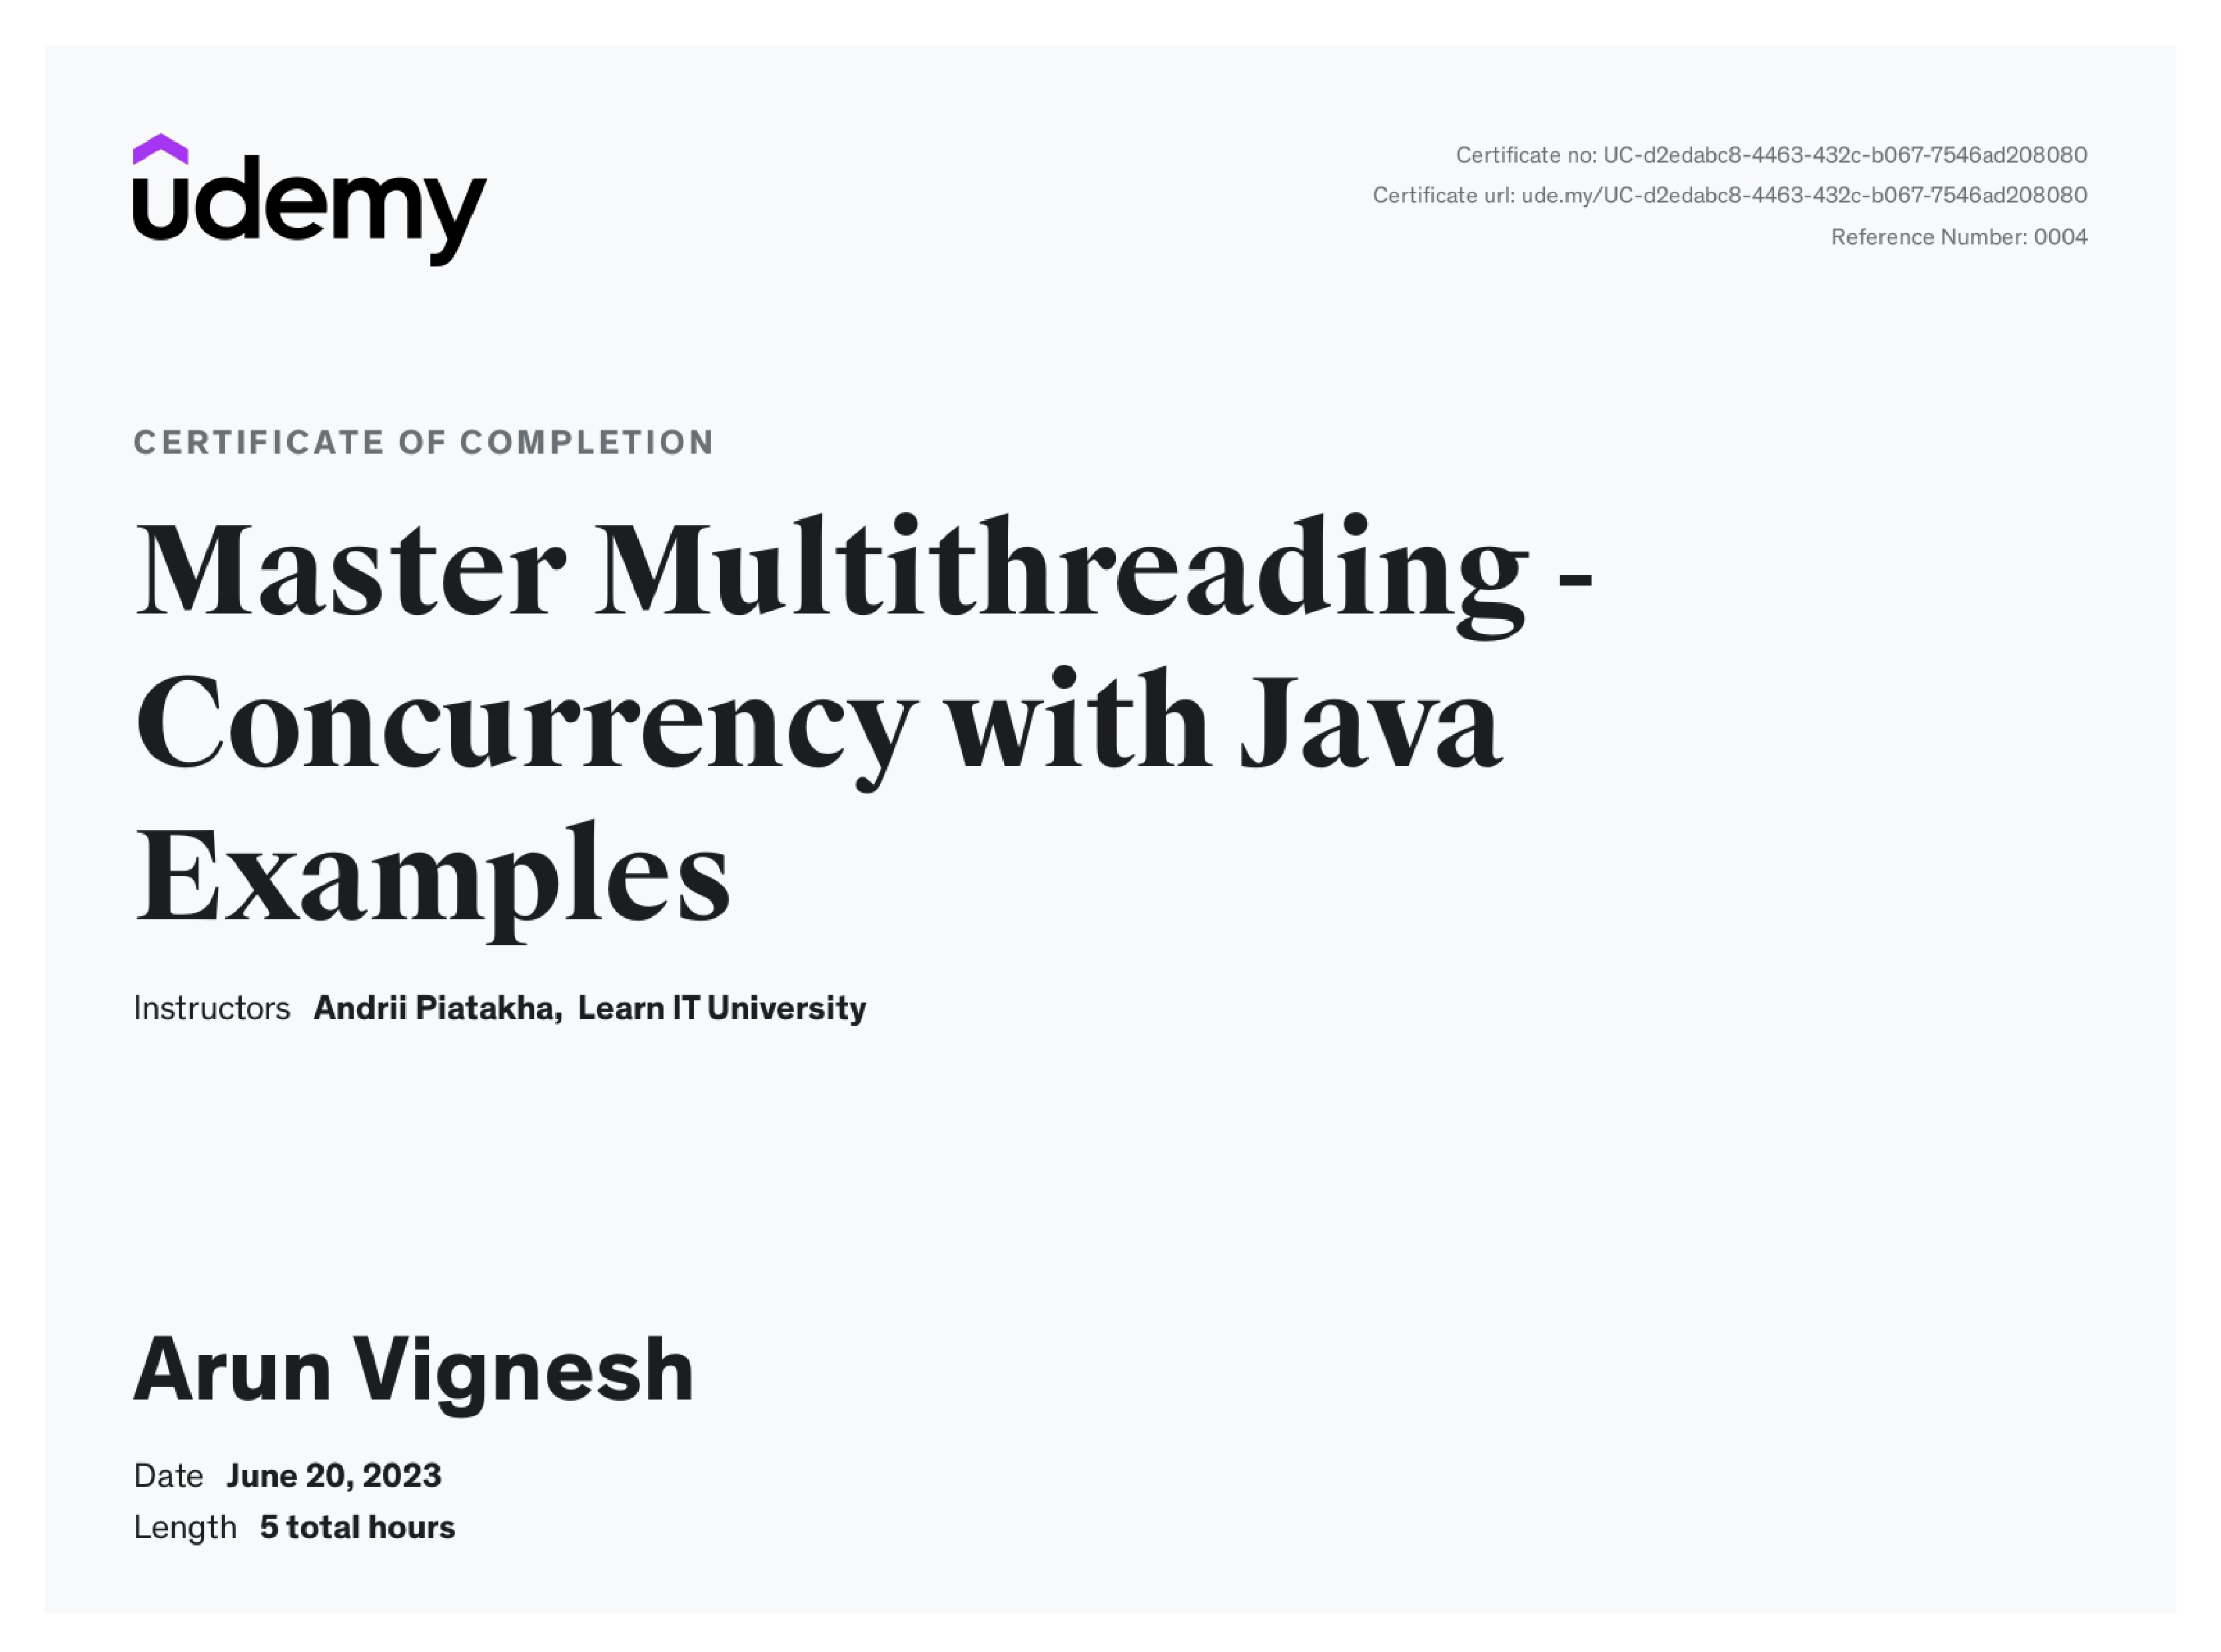 udemy
Certificate no: UC-d2edabc8-4463-432c-b067-7546ad208080
Certificate url: ude.my/UC-d2edabc8-4463-432c-b067-7546ad208080
Reference Number: 0004
CERTIFICATE OF COMPLETION
Master Multithreading -
Concurrency with Java
Examples
Instructors Andrii Piatakha, Learn IT University
Arun Vignesh
Date June 20, 2023
Length 5 total hours